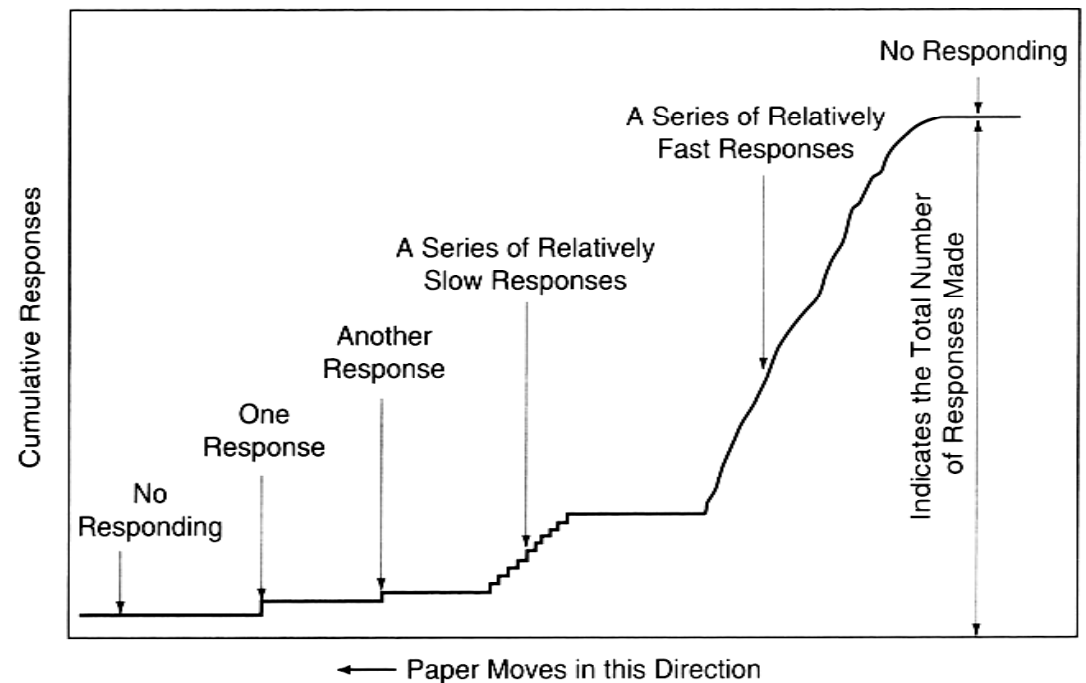 No Responding
A Series of Relatively
Fast Responses
A Series of Relatively
Slow Responses
Another
Response
One
Response
No
Responding
Cumulative Responses
Indicates the Total Number
of Responses Made
Paper Moves in this Direction